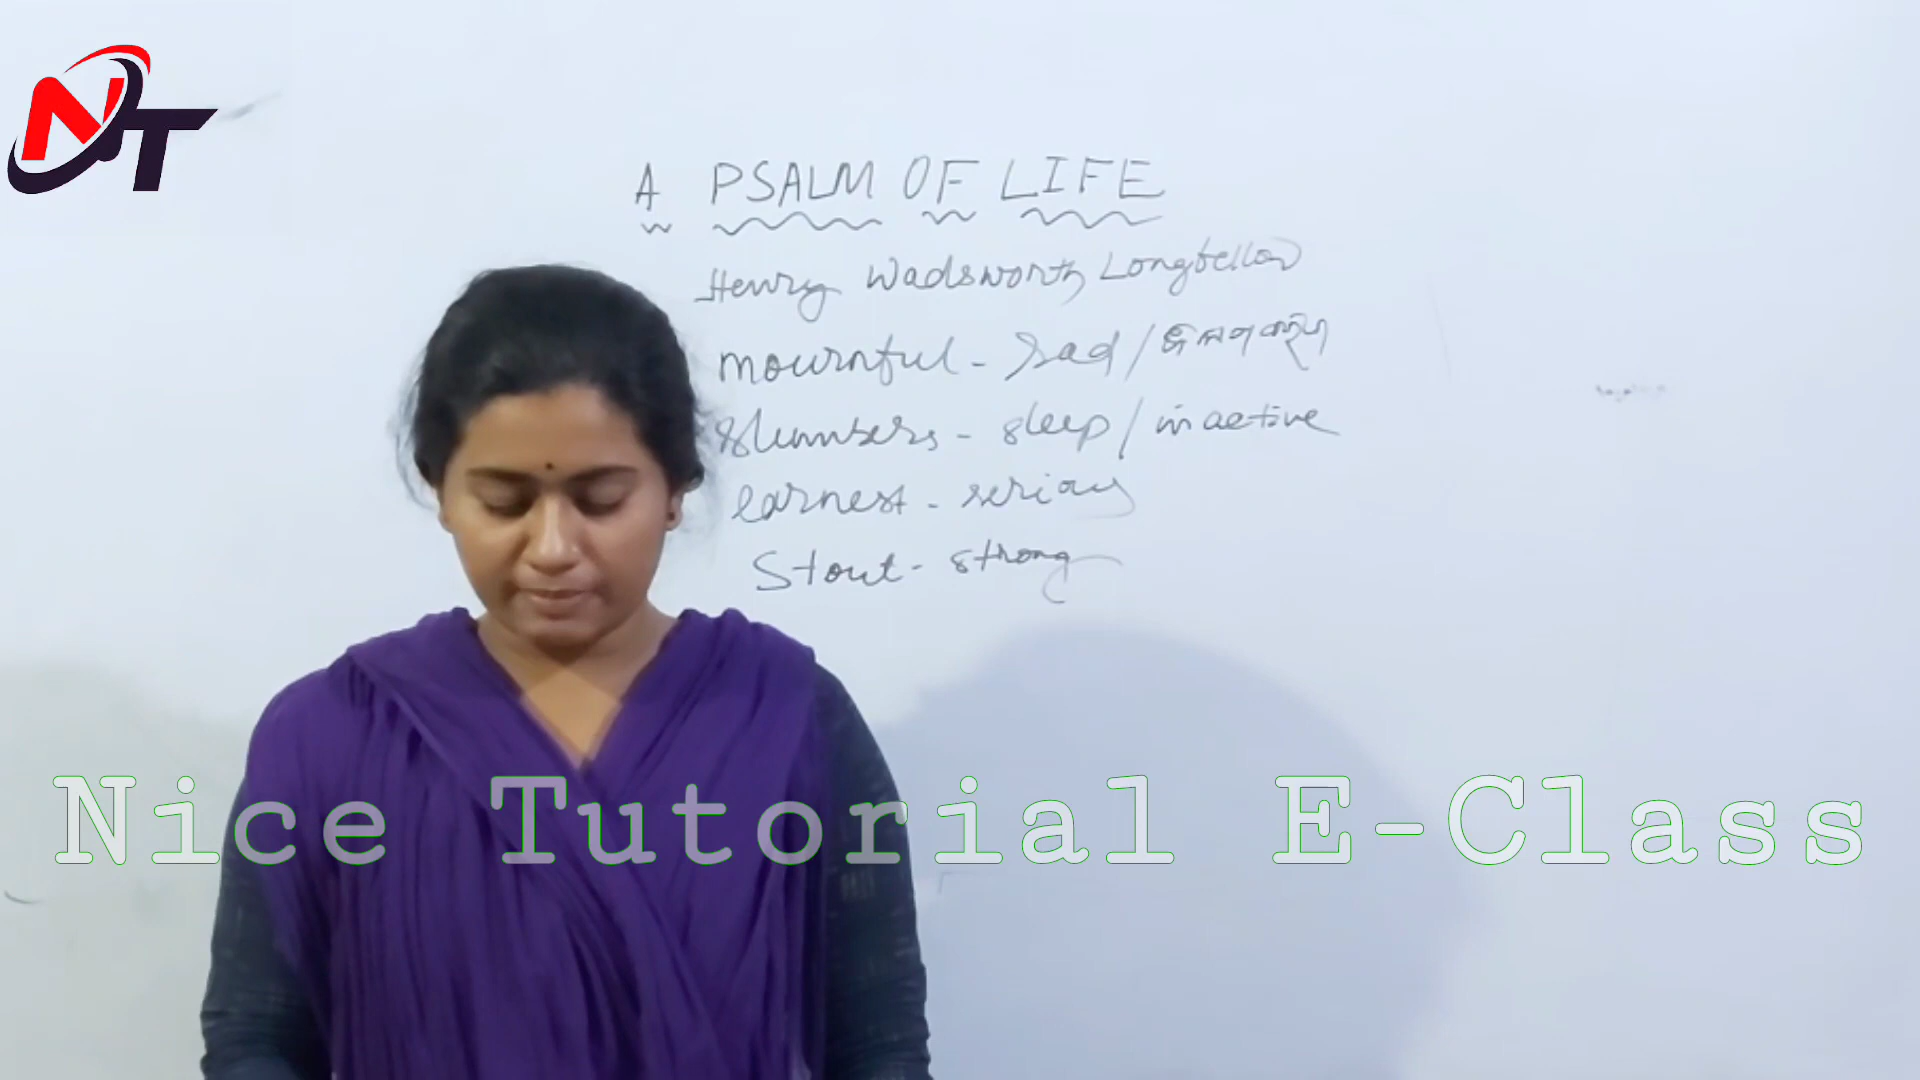 NT
A PSALM OF LIFE
Henry Wadsworth Longfellow
mournful - sad /
slumbers - sleep / inactive
earnest - serious
Stout - strong
Nice Tutorial E-Class